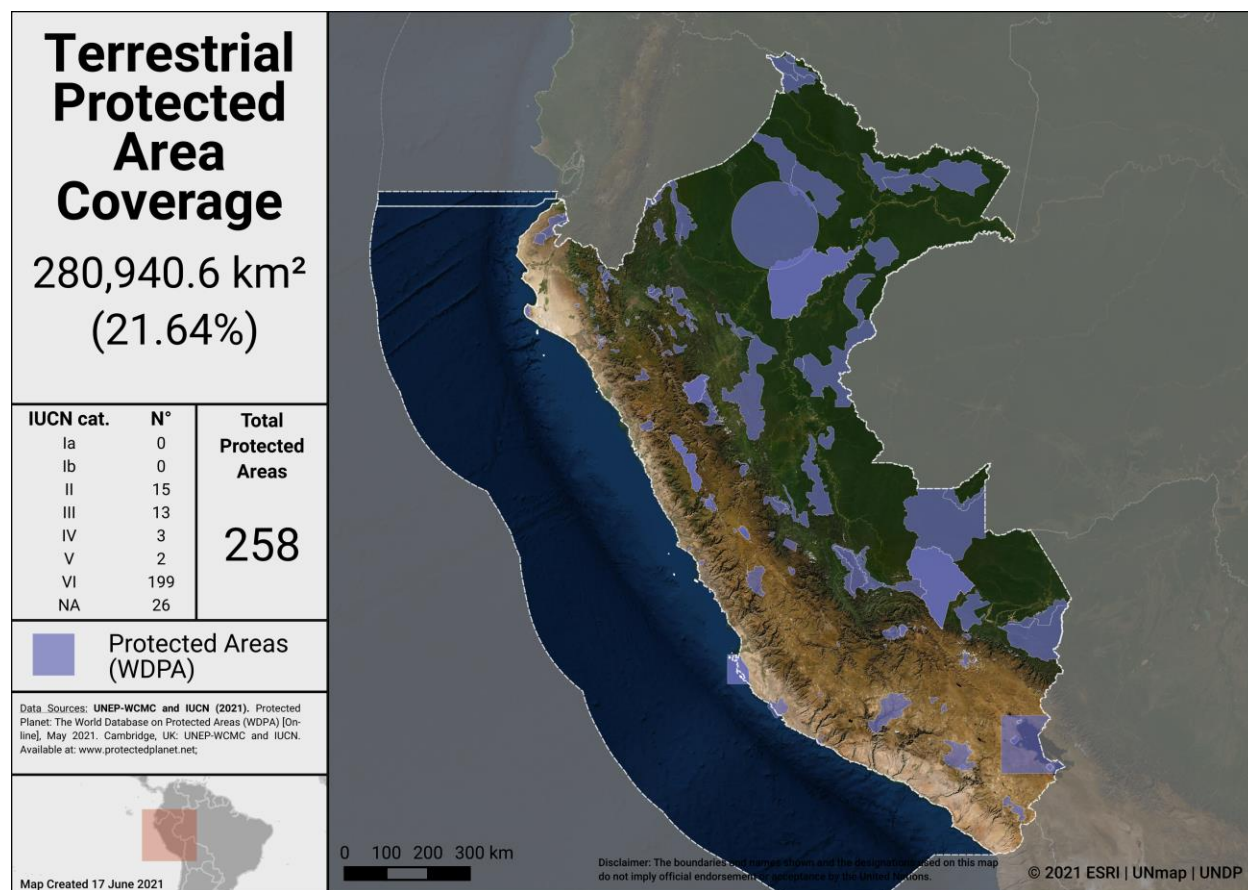 Terrestrial
Protected
Area
Coverage
280,940.6 km²
(21.64%)
IUCN cat. N°
Ia 0
Ib 0
II 15
III 13
IV 3
V 2
VI 199
NA 26
Total
Protected
Areas
258
Protected Areas
(WDPA)
Data Sources: UNEP-WCMC and IUCN (2021). Protected
Planet: The World Database on Protected Areas (WDPA) [On-
line], May 2021. Cambridge, UK: UNEP-WCMC and IUCN.
Available at: www.protectedplanet.net;
Map Created 17 June 2021
0 100 200 300 km
Disclaimer: The boundaries and names shown and the designations used on this map
do not imply official endorsement or acceptance by the United Nations.
© 2021 ESRI | UNmap | UNDP